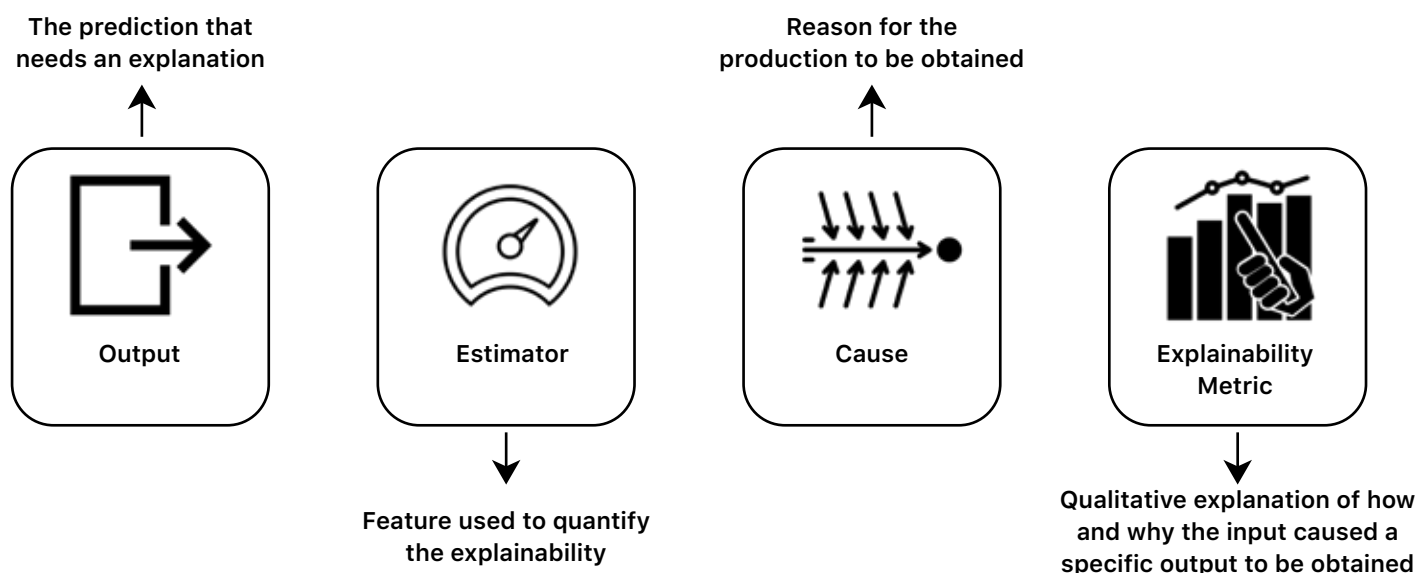 The prediction that
needs an explanation
Reason for the
production to be obtained
Output
Estimator
Cause
Explainability
Metric
Feature used to quantify
the explainability
Qualitative explanation of how
and why the input caused a
specific output to be obtained